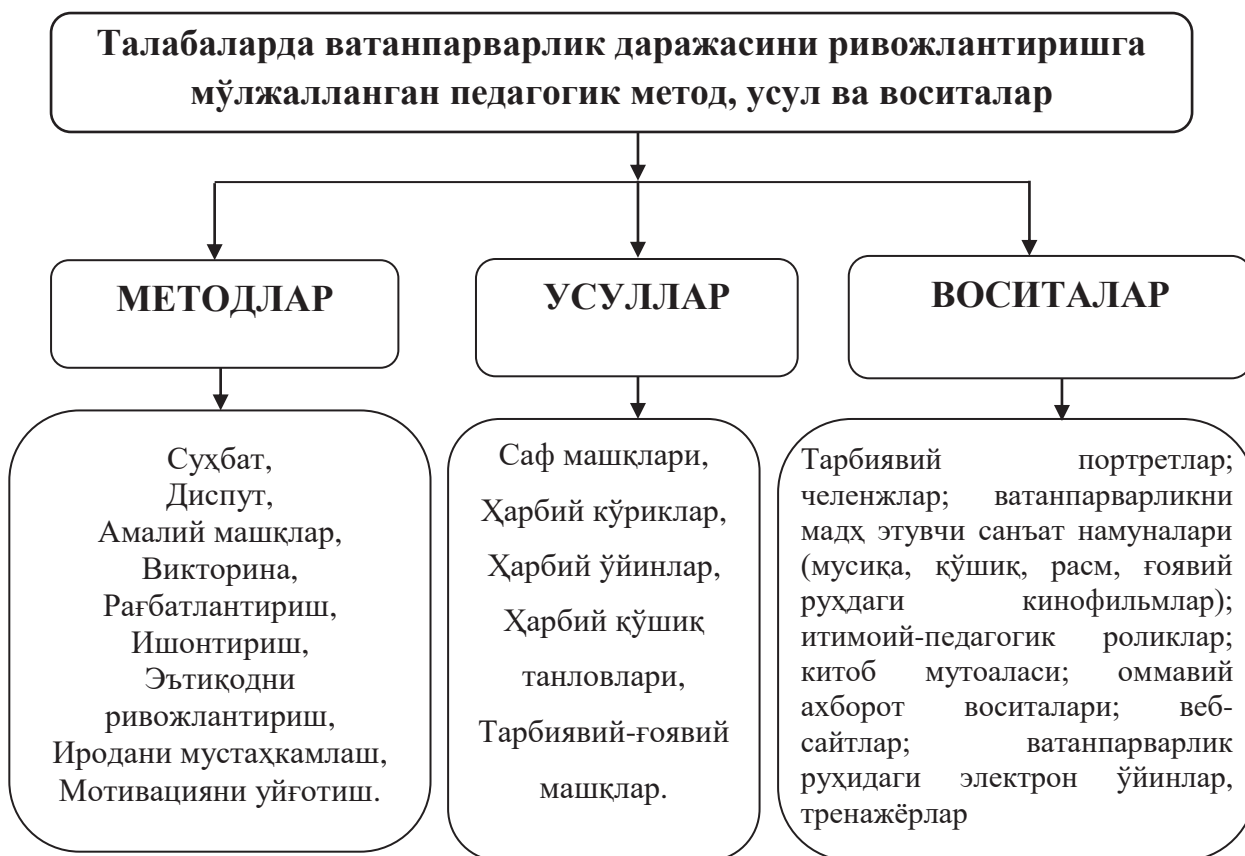 Талабаларда ватанпарварлик даражасини ривожлантиришга
мўлжалланган педагогик метод, усул ва воситалар
МЕТОДЛАР
УСУЛЛАР
ВОСИТАЛАР
Суҳбат,
Диспут,
Амалий машқлар,
Викторина,
Рағбатлантириш,
Ишонтириш,
Эътиқодни
ривожлантириш,
Иродани мустаҳкамлаш,
Мотивацияни уйғотиш.
Саф машқлари,
Ҳарбий кўриклар,
Ҳарбий ўйинлар,
Ҳарбий қўшиқ
танловлари,
Тарбиявий-ғоявий
машқлар.
Тарбиявий портретлар;
челенжлар; ватанпарварликни
мадҳ этувчи санъат намуналари
(мусиқа, қўшиқ, расм, ғоявий
руҳдаги кинофильмлар);
итимоий-педагогик роликлар;
китоб мутоаласи; оммавий
ахборот воситалари; веб-
сайтлар; ватанпарварлик
руҳидаги электрон ўйинлар,
тренажёрлар